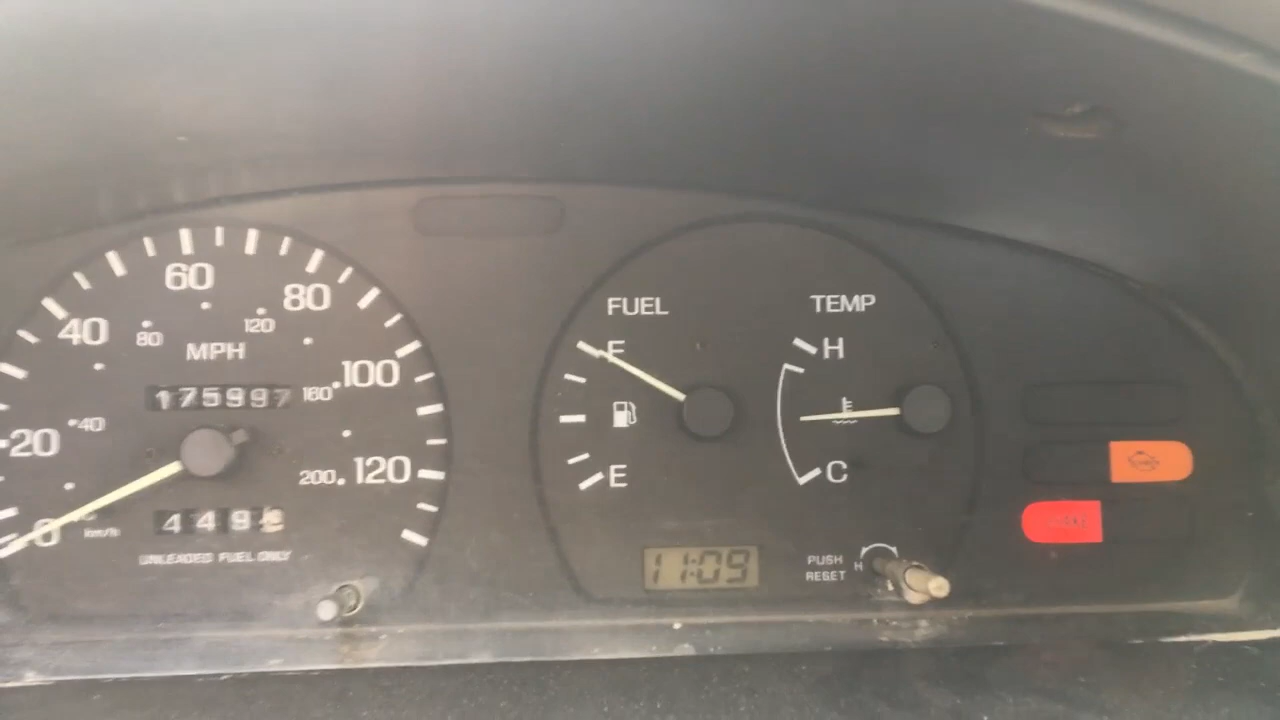 60
80
40
80
120
MPH
100
160
175997
40
20
200
120
0
km/h
449
UNLEADED FUEL ONLY
FUEL
F
E
11:09
TEMP
H
C
PUSH
RESET
H